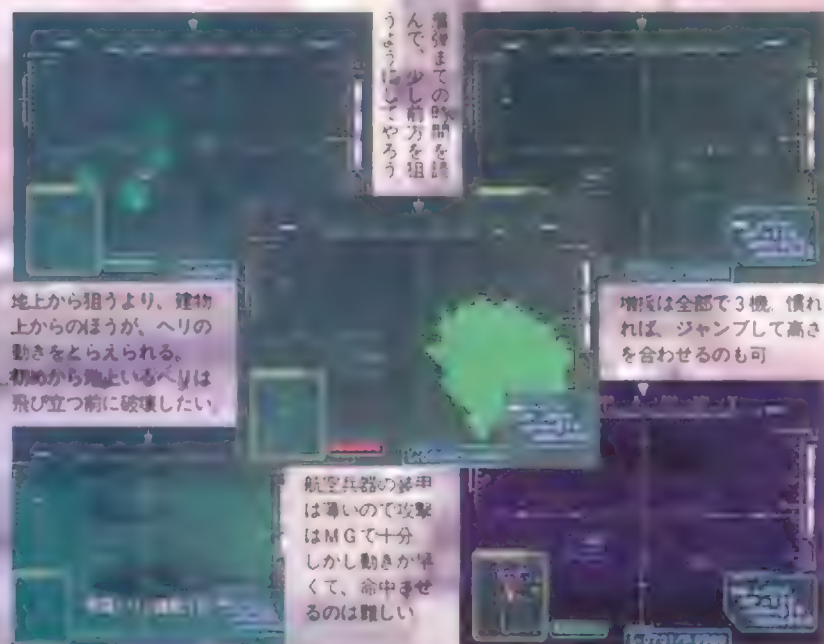 着弾までの時間を読
んで、少し前方を狙
うようにしてやろう
地上から狙うより、建物
上からのほうが、ヘリの
動きをとらえられる。
初めから地上いるヘリは
飛び立つ前に破壊したい
増援は全部で3機。慣れ
れば、ジャンプして高さ
を合わせるのも可
航空兵器の装甲
は薄いので攻撃
はMGで十分
しかし動きが早
くて、命中させ
るのは難しい